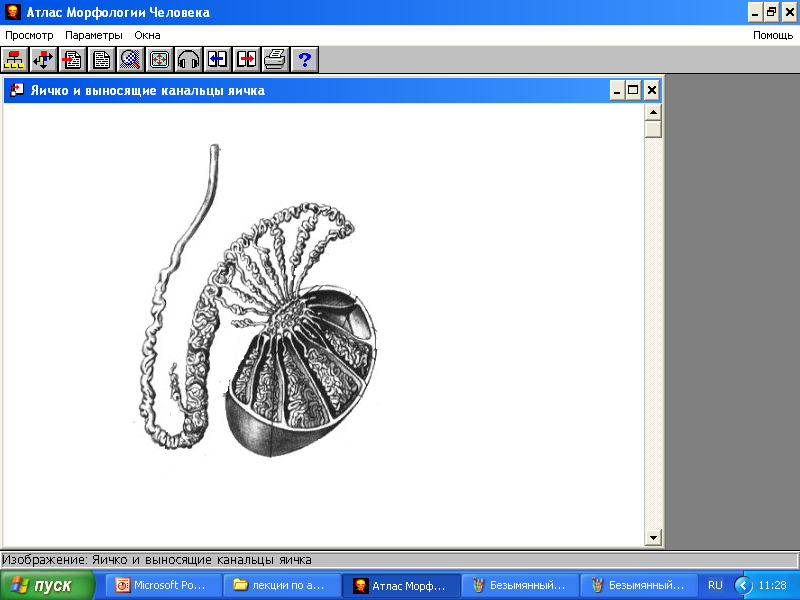 Атлас Морфологии Человека
Просмотр Параметры Окна Помощь
Яичко и выносящие канальцы яичка
Изображение: Яичко и выносящие канальцы яичка
пуск Microsoft Po... лекции по а... Атлас Морф... Безымянный... Безымянный... RU 11:28